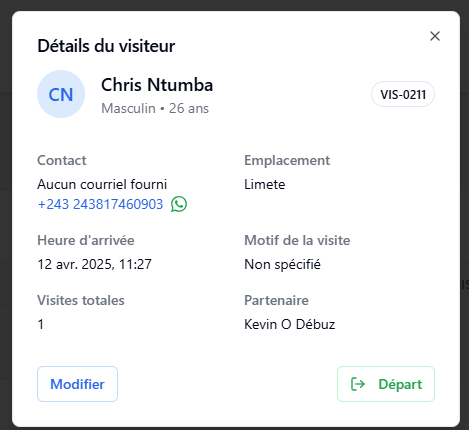 Détails du visiteur
CN
Chris Ntumba
Masculin • 26 ans
VIS-0211
Contact
Aucun courriel fourni
+243 243817460903
Emplacement
Limete
Heure d'arrivée
12 avr. 2025, 11:27
Motif de la visite
Non spécifié
Visites totales
1
Partenaire
Kevin O Débuz
Modifier
Départ